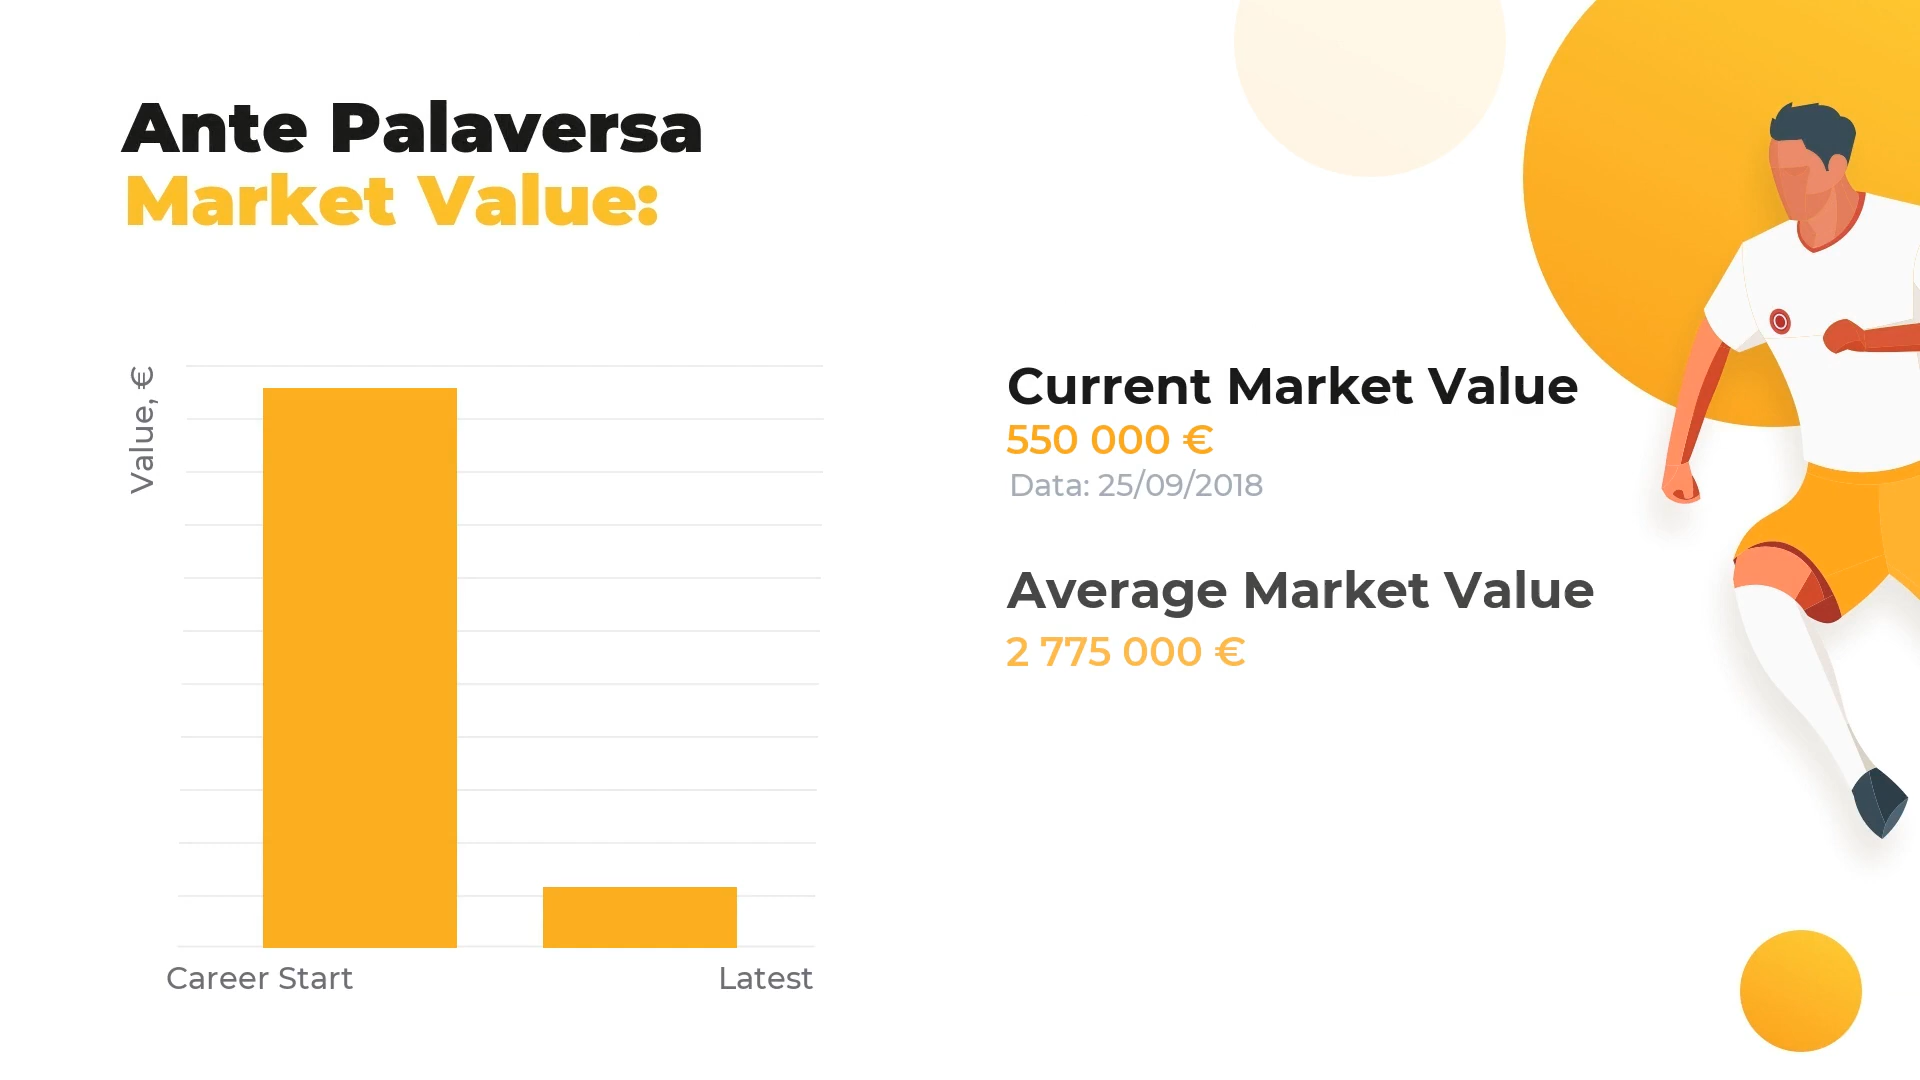 Ante Palaversa
Market Value:
Value, €
Career Start
Latest
Current Market Value
550 000 €
Data: 25/09/2018
Average Market Value
2 775 000 €